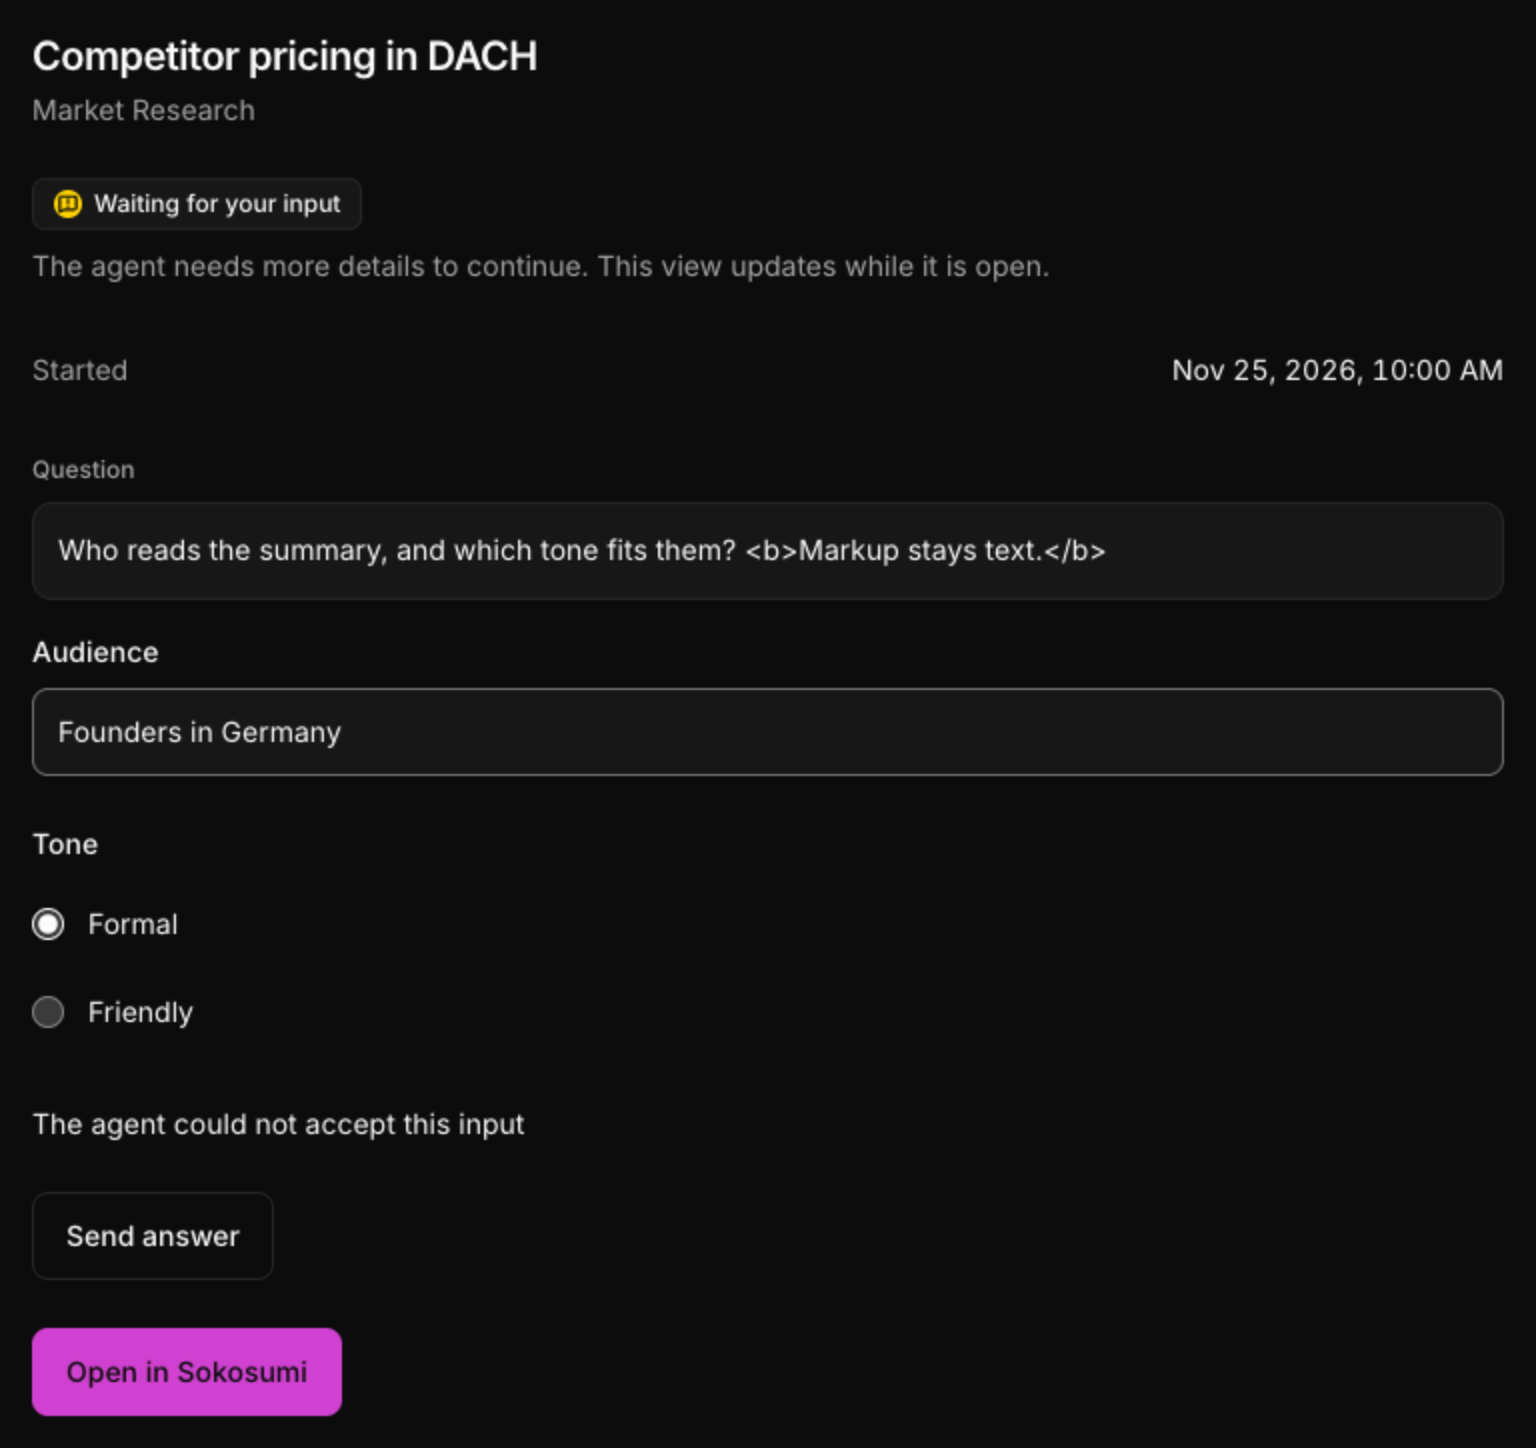 Competitor pricing in DACH
Market Research
Waiting for your input
The agent needs more details to continue. This view updates while it is open.
Started
Nov 25, 2026, 10:00 AM
Question
Who reads the summary, and which tone fits them? <b>Markup stays text.</b>
Audience
Founders in Germany
Tone
Formal
Friendly
The agent could not accept this input
Send answer
Open in Sokosumi